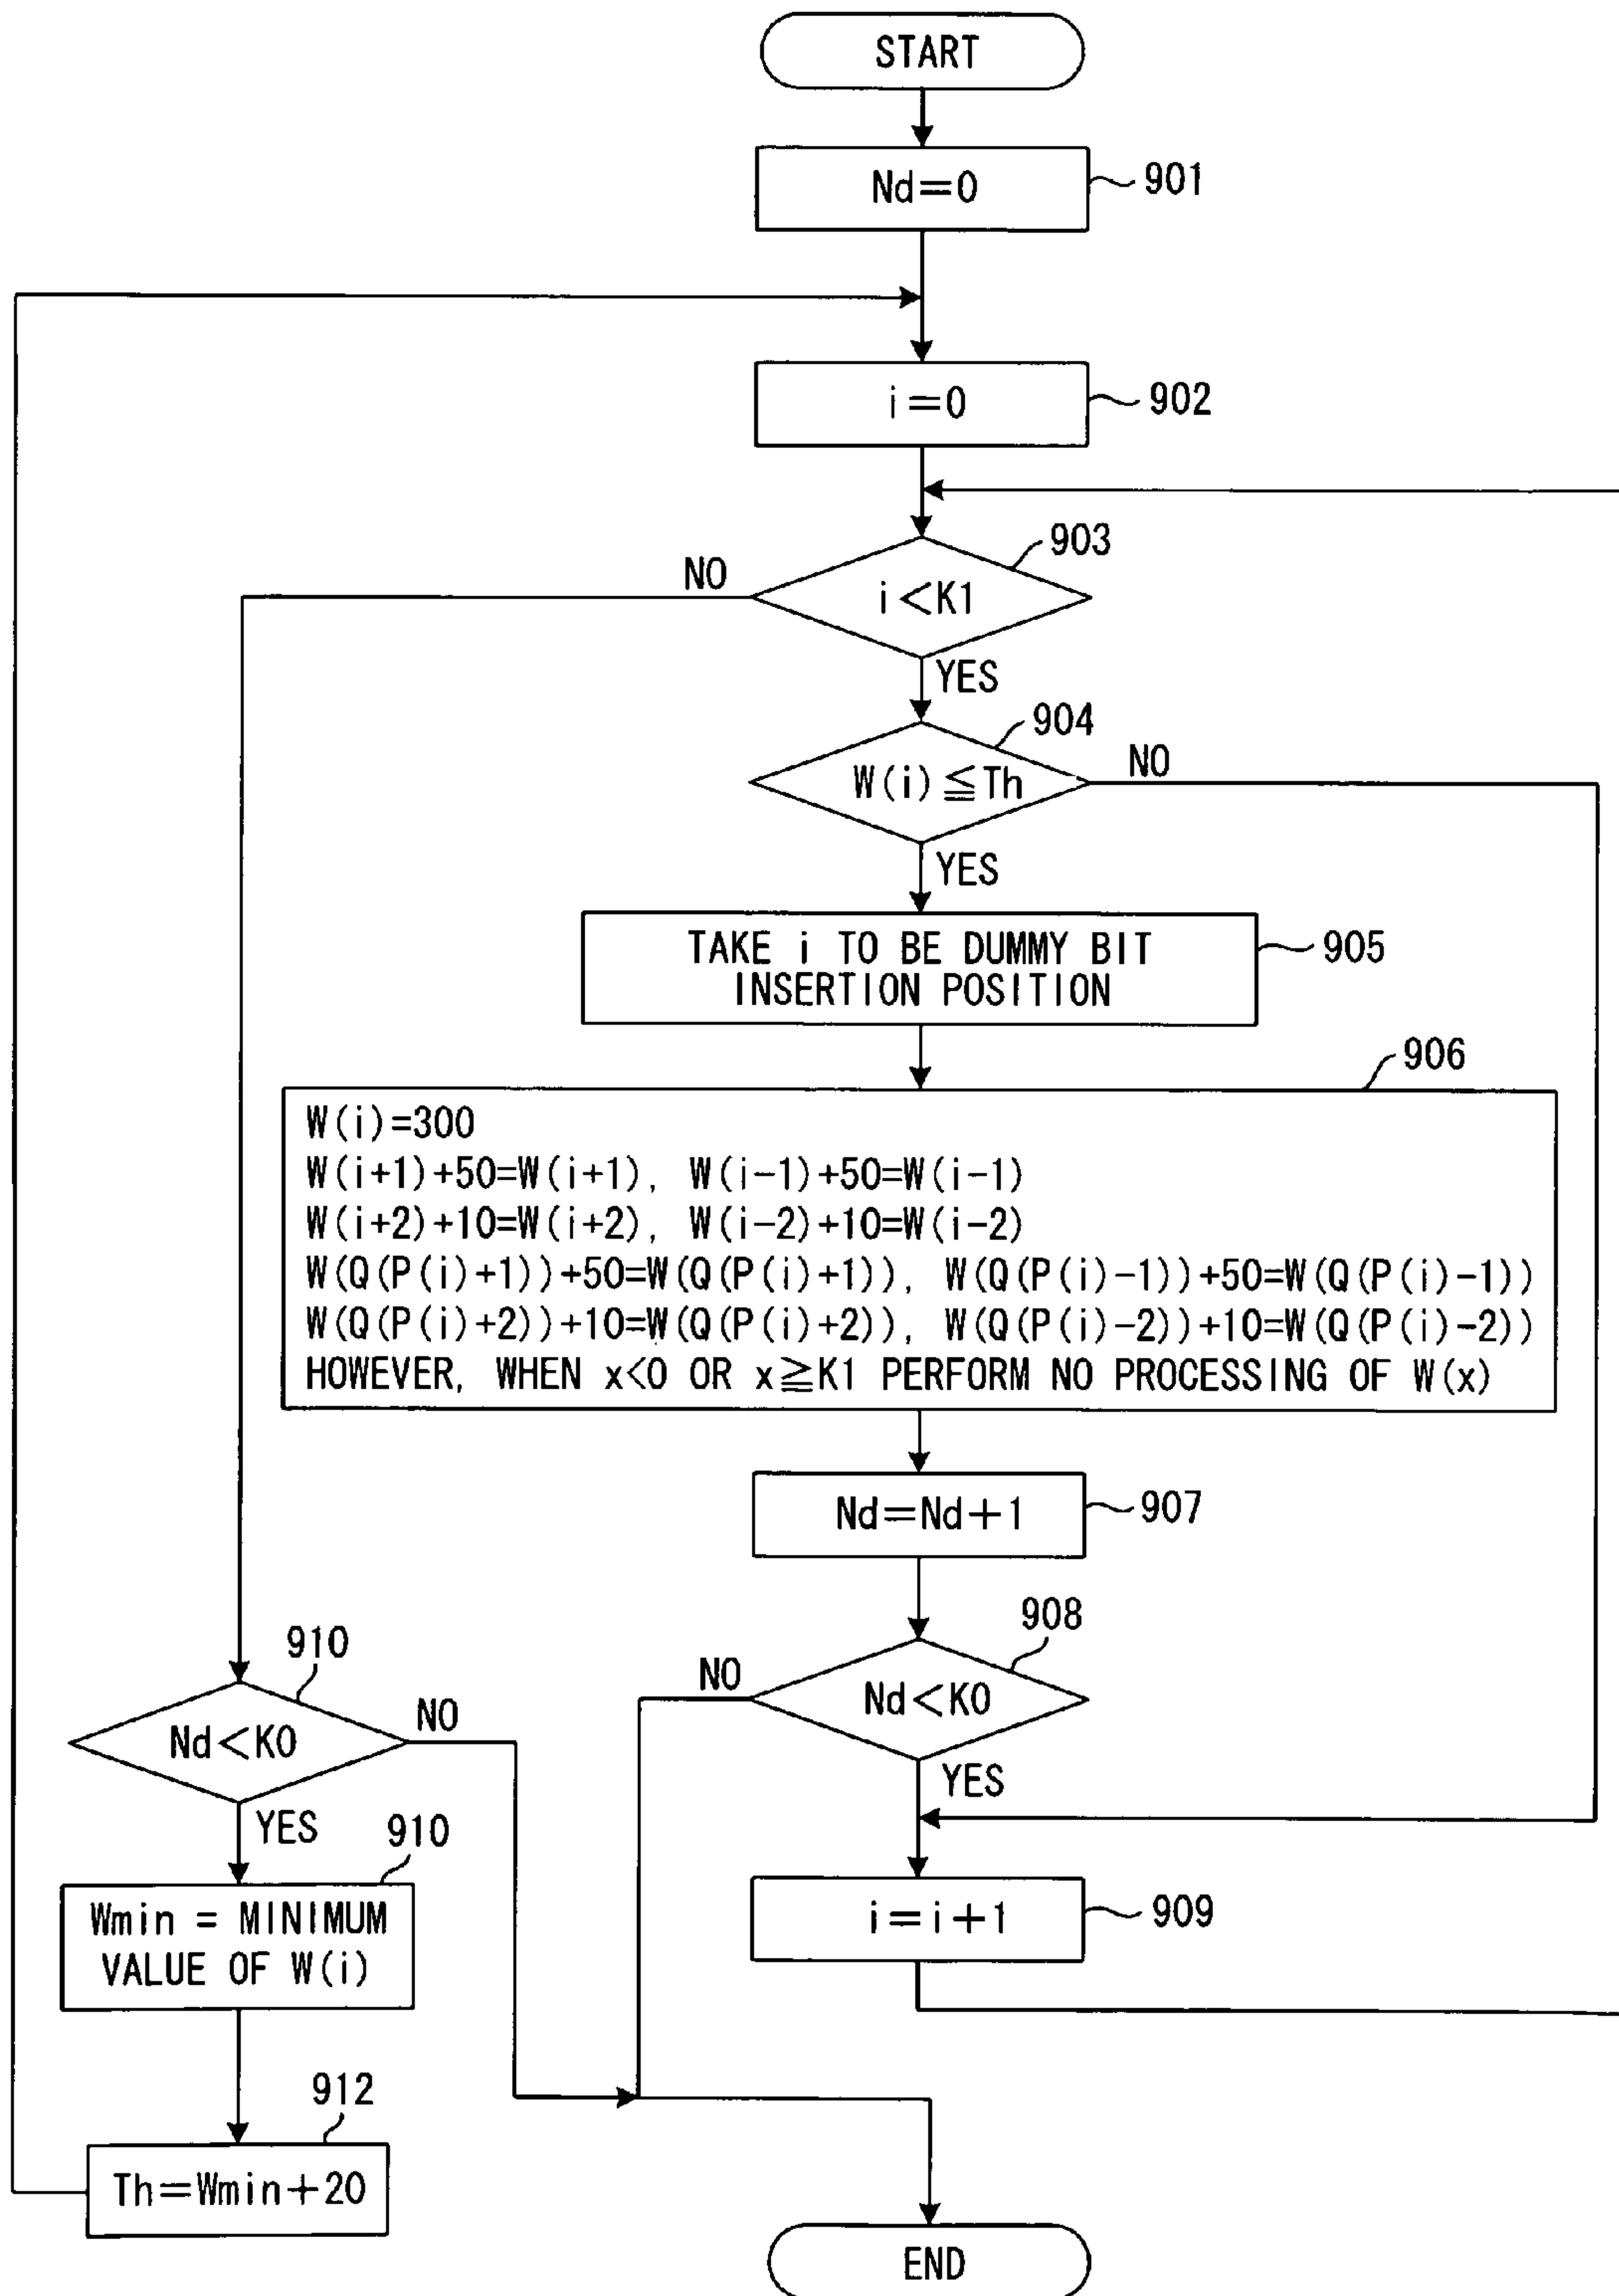 START
Nd=0
901
i=0
902
903
NO
i<K1
YES
904
NO
W(i)≦Th
YES
TAKE i TO BE DUMMY BIT
INSERTION POSITION
905
906
W(i)=300
W(i+1)+50=W(i+1), W(i-1)+50=W(i-1)
W(i+2)+10=W(i+2), W(i-2)+10=W(i-2)
W(Q(P(i)+1))+50=W(Q(P(i)+1)), W(Q(P(i)-1))+50=W(Q(P(i)-1))
W(Q(P(i)+2))+10=W(Q(P(i)+2)), W(Q(P(i)-2))+10=W(Q(P(i)-2))
HOWEVER, WHEN x<0 OR x≧K1 PERFORM NO PROCESSING OF W(x)
Nd=Nd+1
907
908
NO
Nd<K0
YES
i=i+1
909
910
Nd<K0
NO
YES
910
Wmin = MINIMUM
VALUE OF W(i)
912
Th=Wmin+20
END